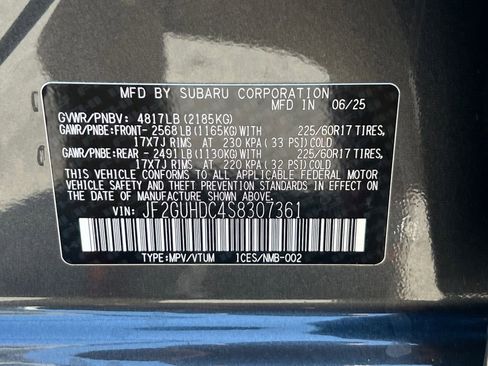 MFD BY SUBARU CORPORATION
IN 06/25
GVWR/PNBV: 4817LB(2185KG)
GAWR/PNBE:FRONT- 2568LB(1165KG)WITH 225/60R17 TIRES,
17X7J RIMS AT 230 KPA(33 PSI)COLD
GAWR/PNBE:REAR - 2491LB(1130KG)WITH 225/60R17 TIRES,
17X7J RIMS AT 220 KPA(32 PSI)COLD
THIS VEHICLE CONFORMS TO ALL APPLICABLE FEDERAL MOTOR
VEHICLE SAFETY AND THEFT PREVENTION STANDARDS IN EFFECT
ON THE DATE OF MANUFACTURE SHOWN ABOVE.
VIN: JF2GUHDC4S8307361
TYPE:MPV/VTUM 1CES/NMB-002